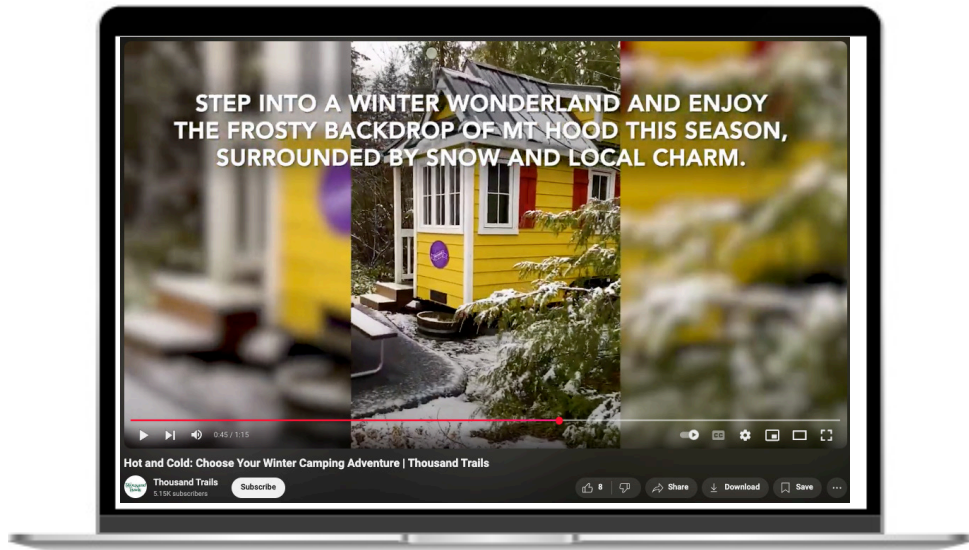 STEP INTO A WINTER WONDERLAND AND ENJOY
THE FROSTY BACKDROP OF MT HOOD THIS SEASON,
SURROUNDED BY SNOW AND LOCAL CHARM.
0:45 / 1:15
CC
Hot and Cold: Choose Your Winter Camping Adventure | Thousand Trails
Thousand Trails
5.15K subscribers
Subscribe
8
Share
Download
Save